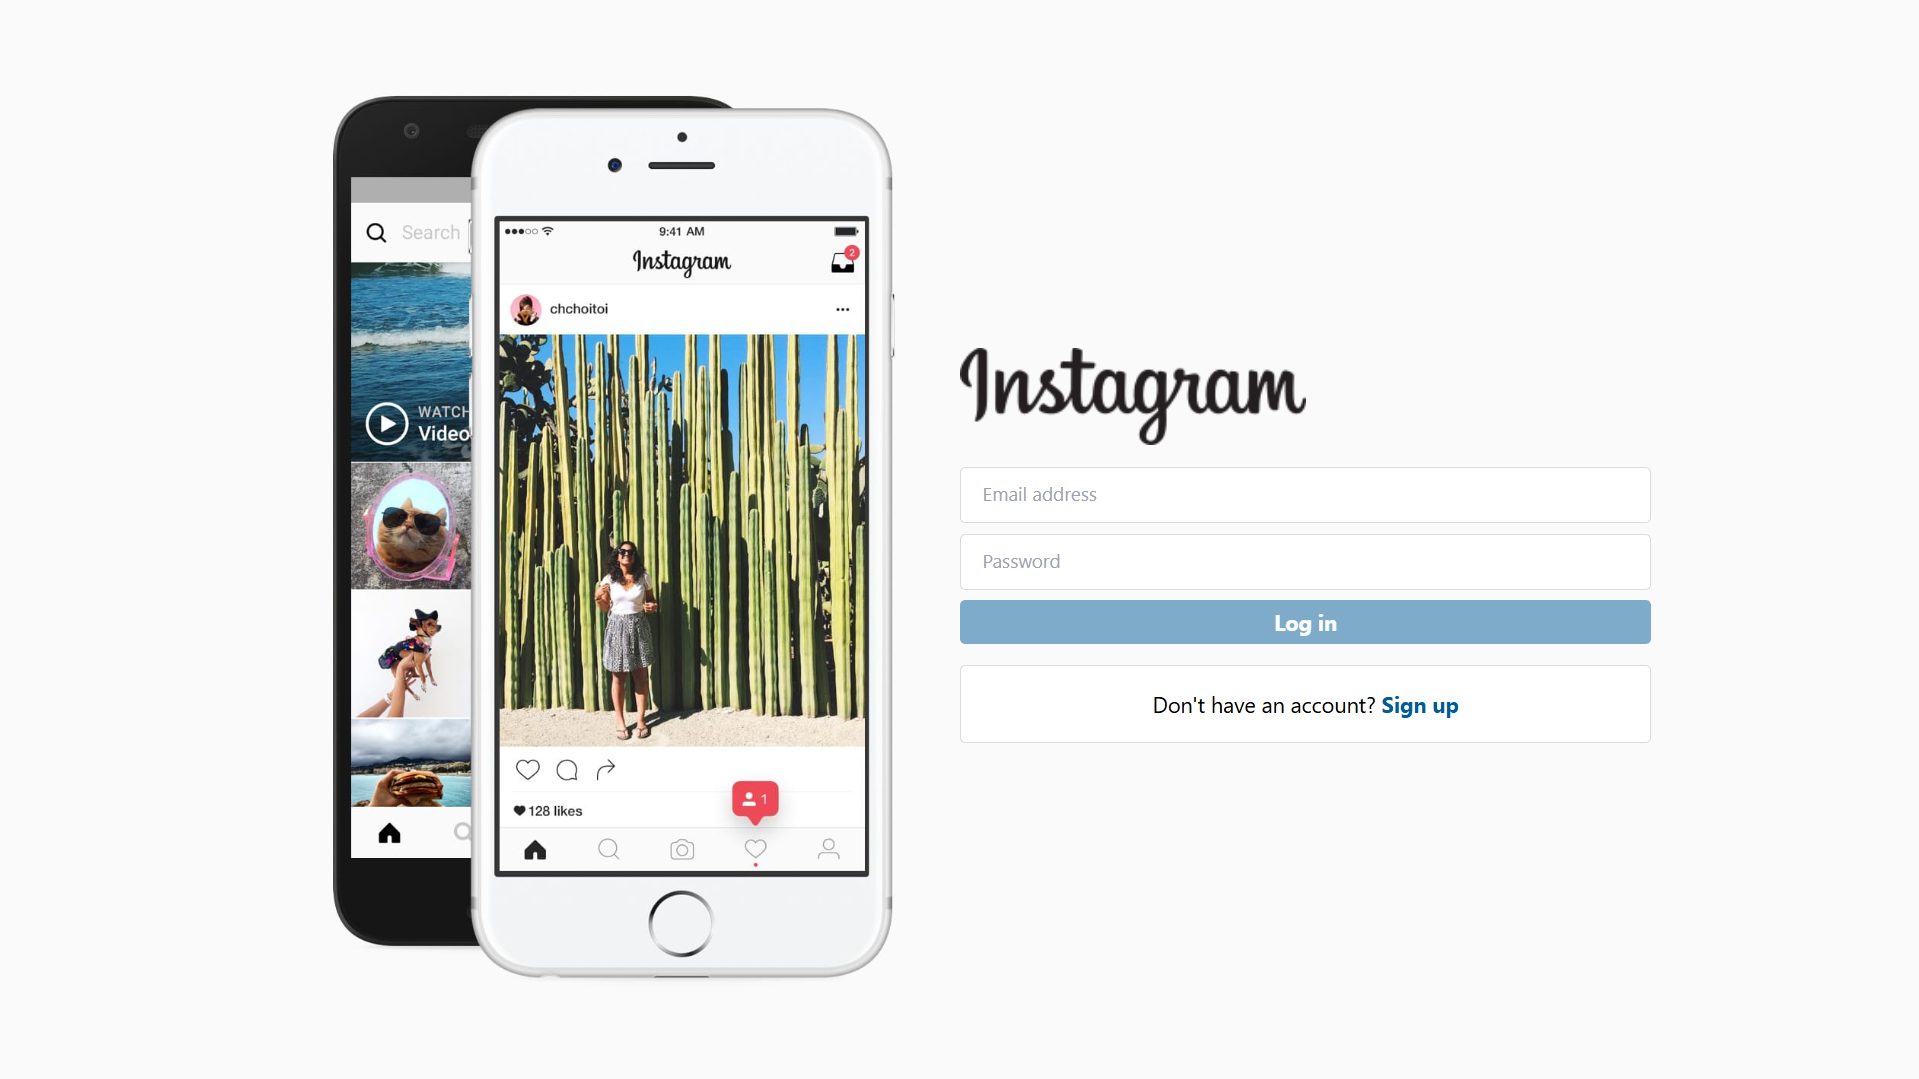 Search
WATCH
Video
9:41 AM
Instagram
2
chchoitoi
128 likes
1
Instagram
Email address
Password
Log in
Don't have an account? Sign up